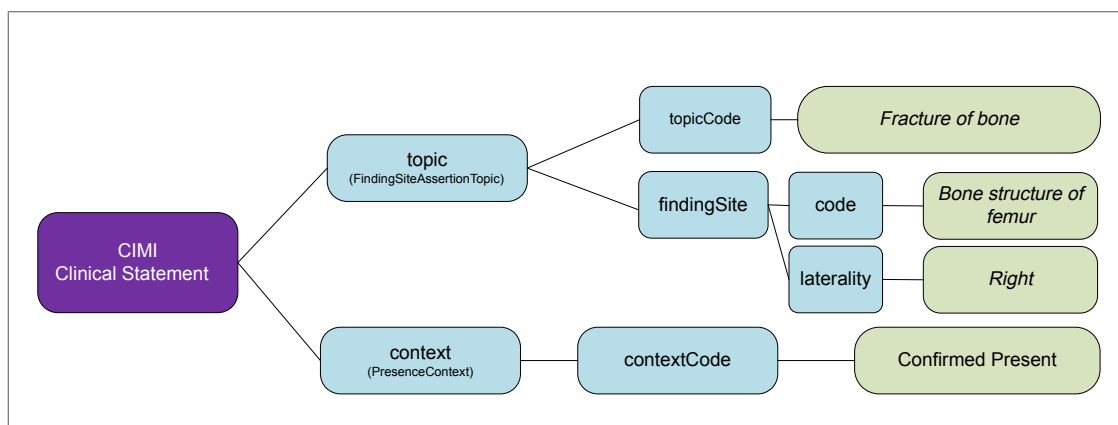 topicCode
Fracture of bone
topic
(FindingSiteAssertionTopic)
findingSite
code
Bone structure of
femur
CIMI
Clinical Statement
laterality
Right
context
(PresenceContext)
contextCode
Confirmed Present